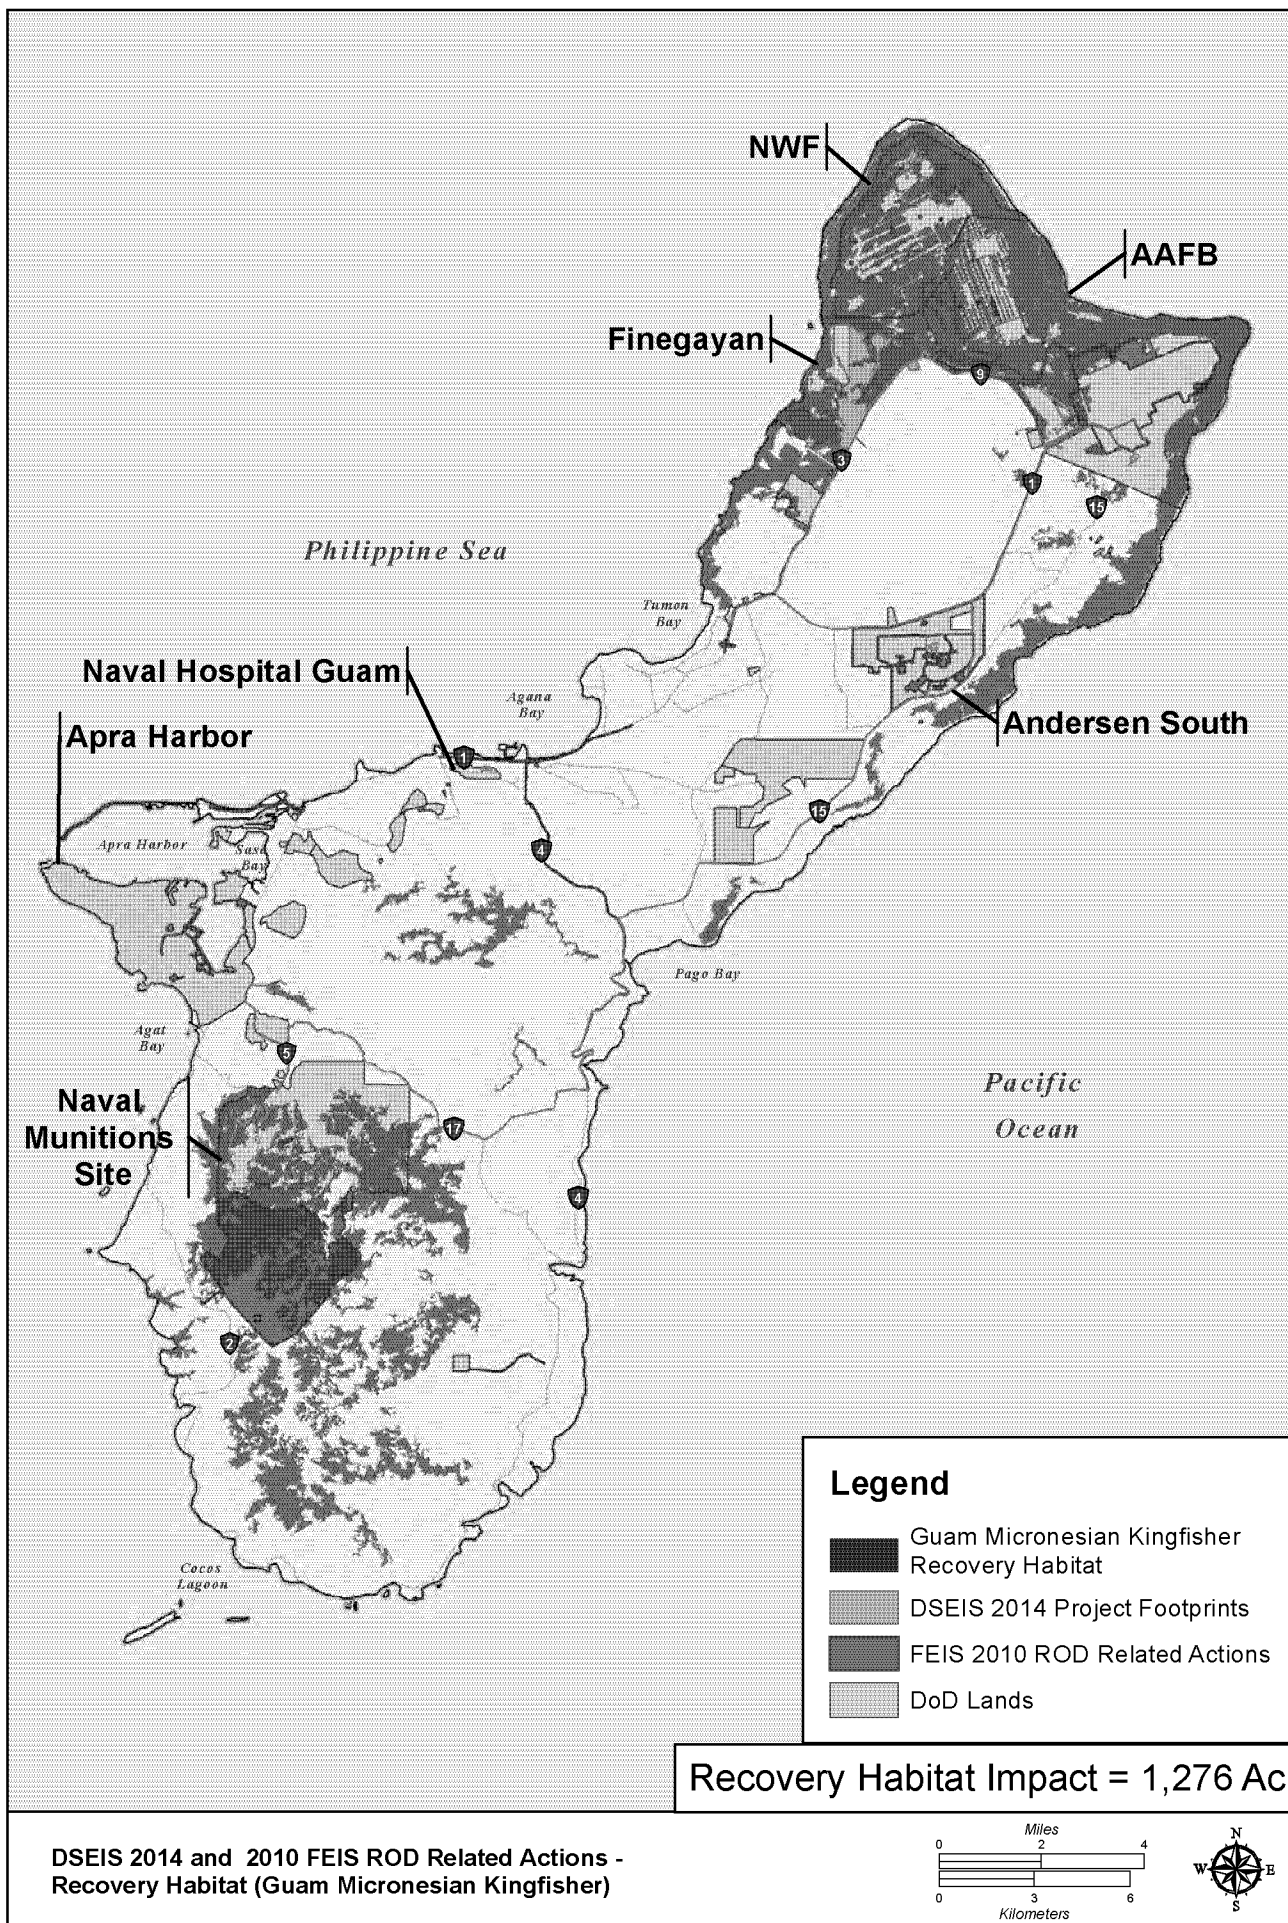 NWF
AAFB
Finegayan
9
3
1
15
Philippine Sea
Tumon
Bay
Naval Hospital Guam
Agana
Bay
Apra Harbor
Andersen South
1
15
Apra Harbor
Sasa
Bay
4
Pago Bay
Agat
Bay
5
Pacific
Ocean
Naval
Munitions
Site
17
4
2
Cocos
Lagoon
Legend
Guam Micronesian Kingfisher
Recovery Habitat
DSEIS 2014 Project Footprints
FEIS 2010 ROD Related Actions
DoD Lands
Recovery Habitat Impact = 1,276 Ac
DSEIS 2014 and 2010 FEIS ROD Related Actions -
Recovery Habitat (Guam Micronesian Kingfisher)
Miles
0 2 4
0 3 6
Kilometers
N
W E
S